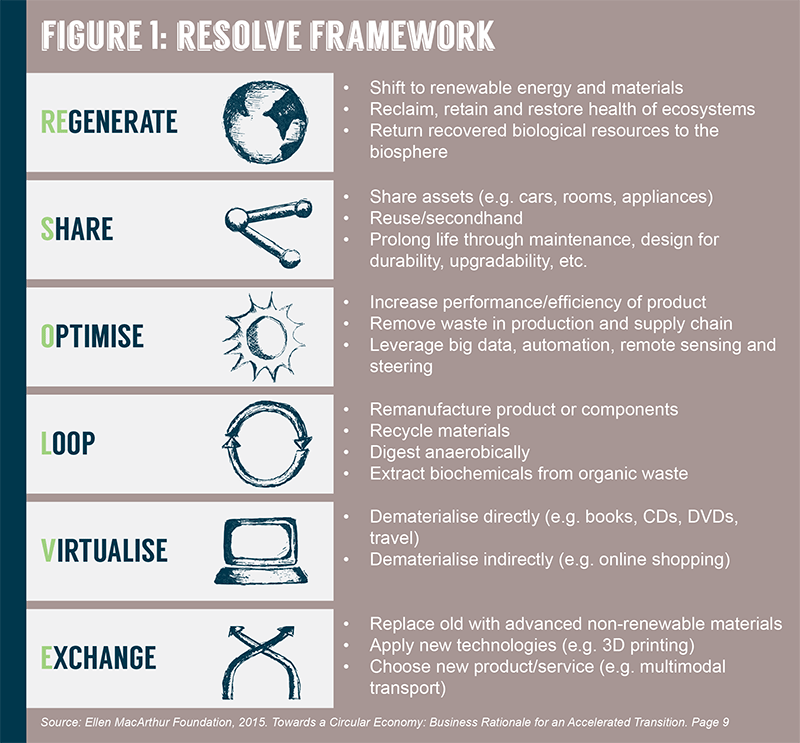 FIGURE 1: RESOLVE FRAMEWORK
REGENERATE
• Shift to renewable energy and materials
• Reclaim, retain and restore health of ecosystems
• Return recovered biological resources to the
biosphere
SHARE
• Share assets (e.g. cars, rooms, appliances)
• Reuse/secondhand
• Prolong life through maintenance, design for
durability, upgradability, etc.
OPTIMISE
• Increase performance/efficiency of product
• Remove waste in production and supply chain
• Leverage big data, automation, remote sensing and
steering
LOOP
• Remanufacture product or components
• Recycle materials
• Digest anaerobically
• Extract biochemicals from organic waste
VIRTUALISE
• Dematerialise directly (e.g. books, CDs, DVDs,
travel)
• Dematerialise indirectly (e.g. online shopping)
EXCHANGE
• Replace old with advanced non-renewable materials
• Apply new technologies (e.g. 3D printing)
• Choose new product/service (e.g. multimodal
transport)
Source: Ellen MacArthur Foundation, 2015. Towards a Circular Economy: Business Rationale for an Accelerated Transition. Page 9